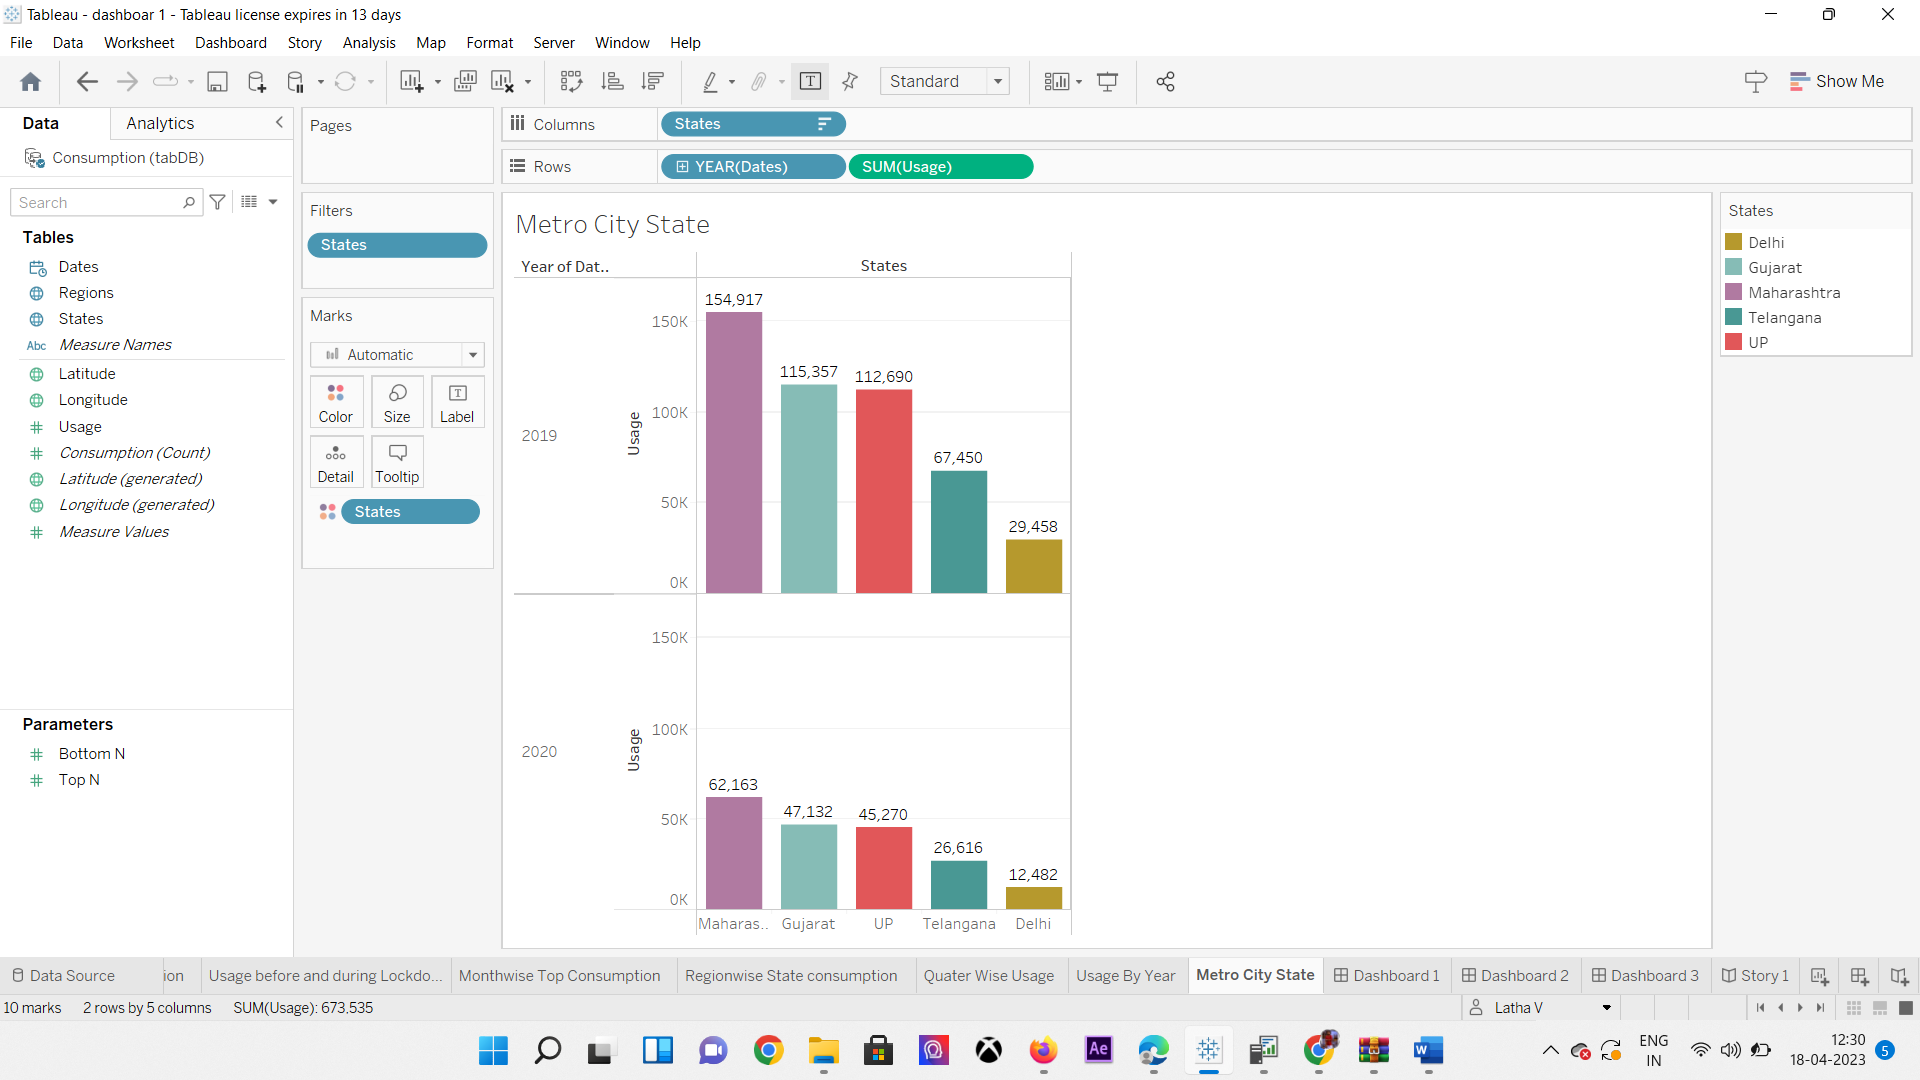 Tableau - dashboar 1 - Tableau license expires in 13 days
File Data Worksheet Dashboard Story Analysis Map Format Server Window Help
Standard
Show Me
Data Analytics
Consumption (tabDB)
Search
Tables
Dates
Regions
States
Abc Measure Names
Latitude
Longitude
Usage
Consumption (Count)
Latitude (generated)
Longitude (generated)
Measure Values
Parameters
Bottom N
Top N
Pages
Filters
States
Marks
Automatic
Color Size Label
Detail Tooltip
States
Columns States
Rows YEAR(Dates) SUM(Usage)
Metro City State
Year of Dat.. States
2019
Usage
150K
100K
50K
0K
154,917
115,357
112,690
67,450
29,458
2020
Usage
150K
100K
50K
0K
62,163
47,132
45,270
26,616
12,482
Maharas.. Gujarat UP Telangana Delhi
States
Delhi
Gujarat
Maharashtra
Telangana
UP
Data Source ion Usage before and during Lockdo... Monthwise Top Consumption Regionwise State consumption Quater Wise Usage Usage By Year Metro City State Dashboard 1 Dashboard 2 Dashboard 3 Story 1
10 marks 2 rows by 5 columns SUM(Usage): 673,535 Latha V
Ae
ENG
IN
12:30
18-04-2023
5